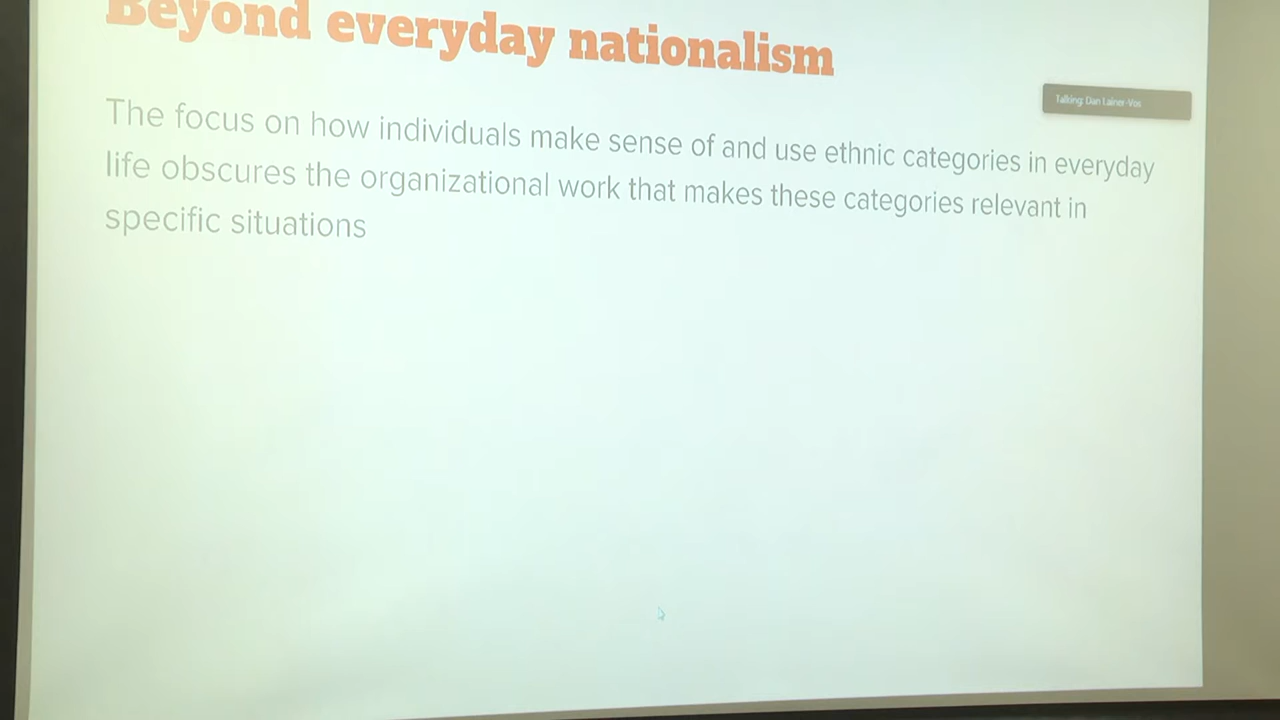 Beyond everyday nationalism
Talking: Dan Lainer-Vos
The focus on how individuals make sense of and use ethnic categories in everyday
life obscures the organizational work that makes these categories relevant in
specific situations